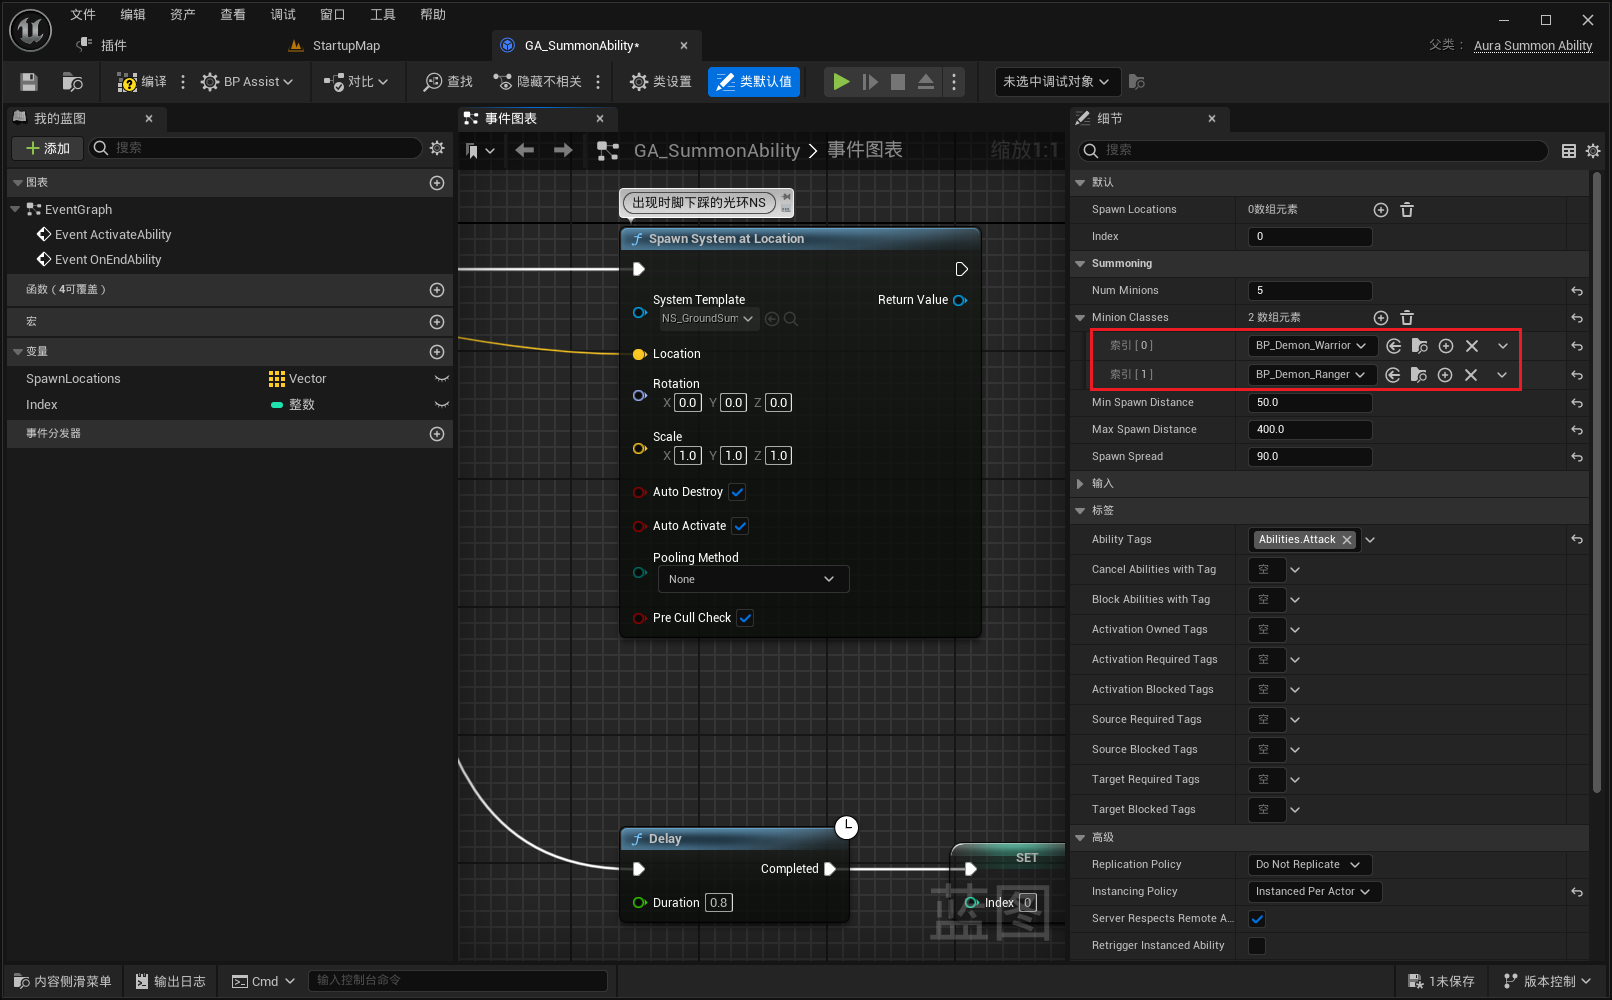 文件 编辑 资产 查看 调试 窗口 工具 帮助
插件 StartupMap GA_SummonAbility* 父类： Aura Summon Ability
编译 BP Assist 对比 查找 隐藏不相关 类设置 类默认值 未选中调试对象
我的蓝图
添加 搜索
图表
EventGraph
Event ActivateAbility
Event OnEndAbility
函数（4可覆盖）
宏
变量
SpawnLocations Vector
Index 整数
事件分发器
事件图表
GA_SummonAbility > 事件图表 缩放1:1
出现时脚下踩的光环NS
Spawn System at Location
System Template Return Value
NS_GroundSum
Location
Rotation
X 0.0 Y 0.0 Z 0.0
Scale
X 1.0 Y 1.0 Z 1.0
Auto Destroy
Auto Activate
Pooling Method
None
Pre Cull Check
Delay
Completed
Duration 0.8
SET
Index 0
蓝图
细节
搜索
默认
Spawn Locations 0数组元素
Index 0
Summoning
Num Minions 5
Minion Classes 2 数组元素
索引 [ 0 ] BP_Demon_Warrior
索引 [ 1 ] BP_Demon_Ranger
Min Spawn Distance 50.0
Max Spawn Distance 400.0
Spawn Spread 90.0
输入
标签
Ability Tags Abilities.Attack
Cancel Abilities with Tag 空
Block Abilities with Tag 空
Activation Owned Tags 空
Activation Required Tags 空
Activation Blocked Tags 空
Source Required Tags 空
Source Blocked Tags 空
Target Required Tags 空
Target Blocked Tags 空
高级
Replication Policy Do Not Replicate
Instancing Policy Instanced Per Actor
Server Respects Remote A...
Retrigger Instanced Ability
内容侧滑菜单 输出日志 Cmd 输入控制台命令 1未保存 版本控制